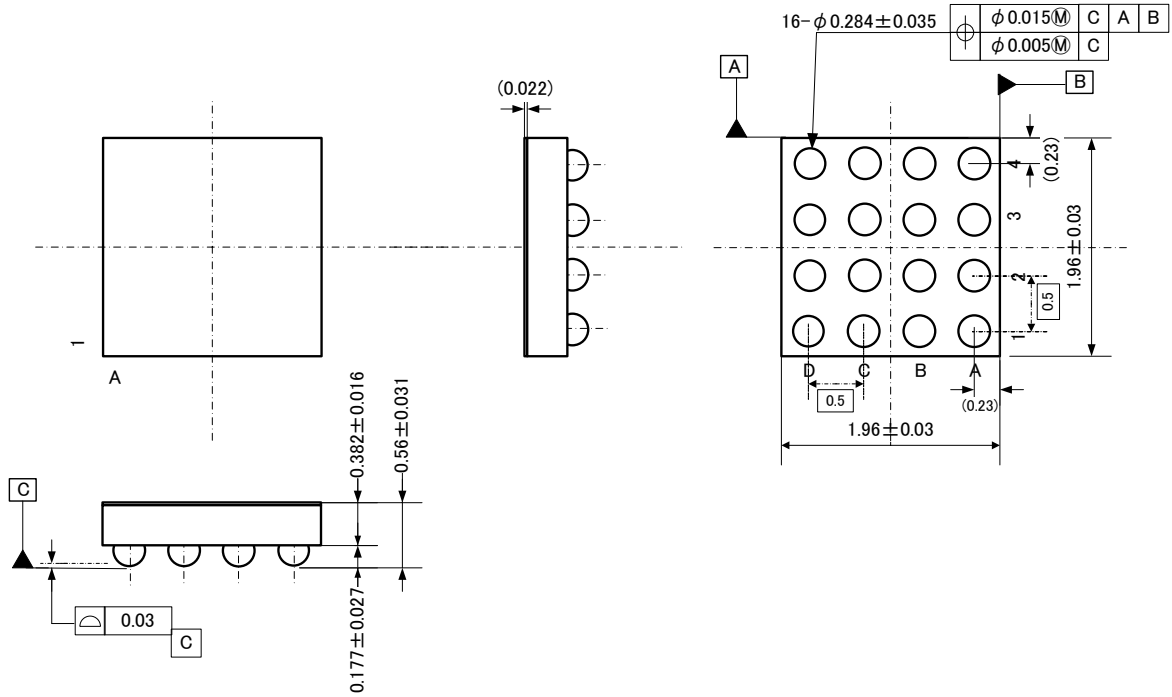 16-φ0.284±0.035
φ0.015Ⓜ C A B
φ0.005Ⓜ C
A
B
(0.022)
4
(0.23)
3
1.96±0.03
2
0.5
1
D C B A
0.5
(0.23)
1.96±0.03
1
A
0.382±0.016
0.56±0.031
C
0.03
C
0.177±0.027